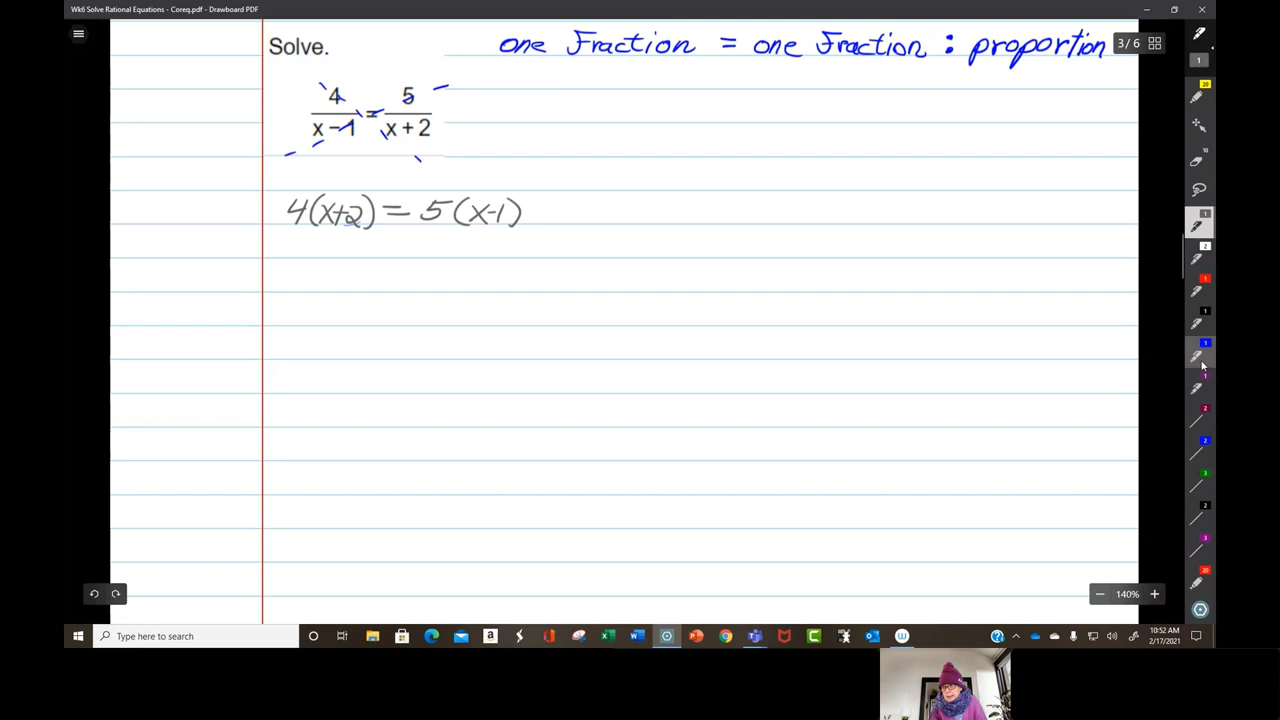 Wk6 Solve Rational Equations - Coreq.pdf - Drawboard PDF
Solve.
one Fraction = one Fraction : proportion
3/6
4/(x - 1) = 5/(x + 2)
4(x+2) = 5(x-1)
140%
Type here to search
10:52 AM
2/17/2021